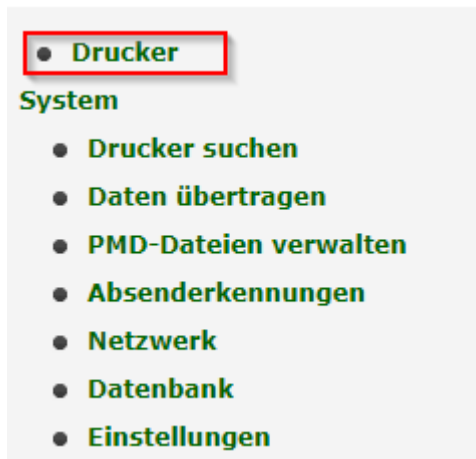 Drucker
System
Drucker suchen
Daten übertragen
PMD-Dateien verwalten
Absenderkennungen
Netzwerk
Datenbank
Einstellungen